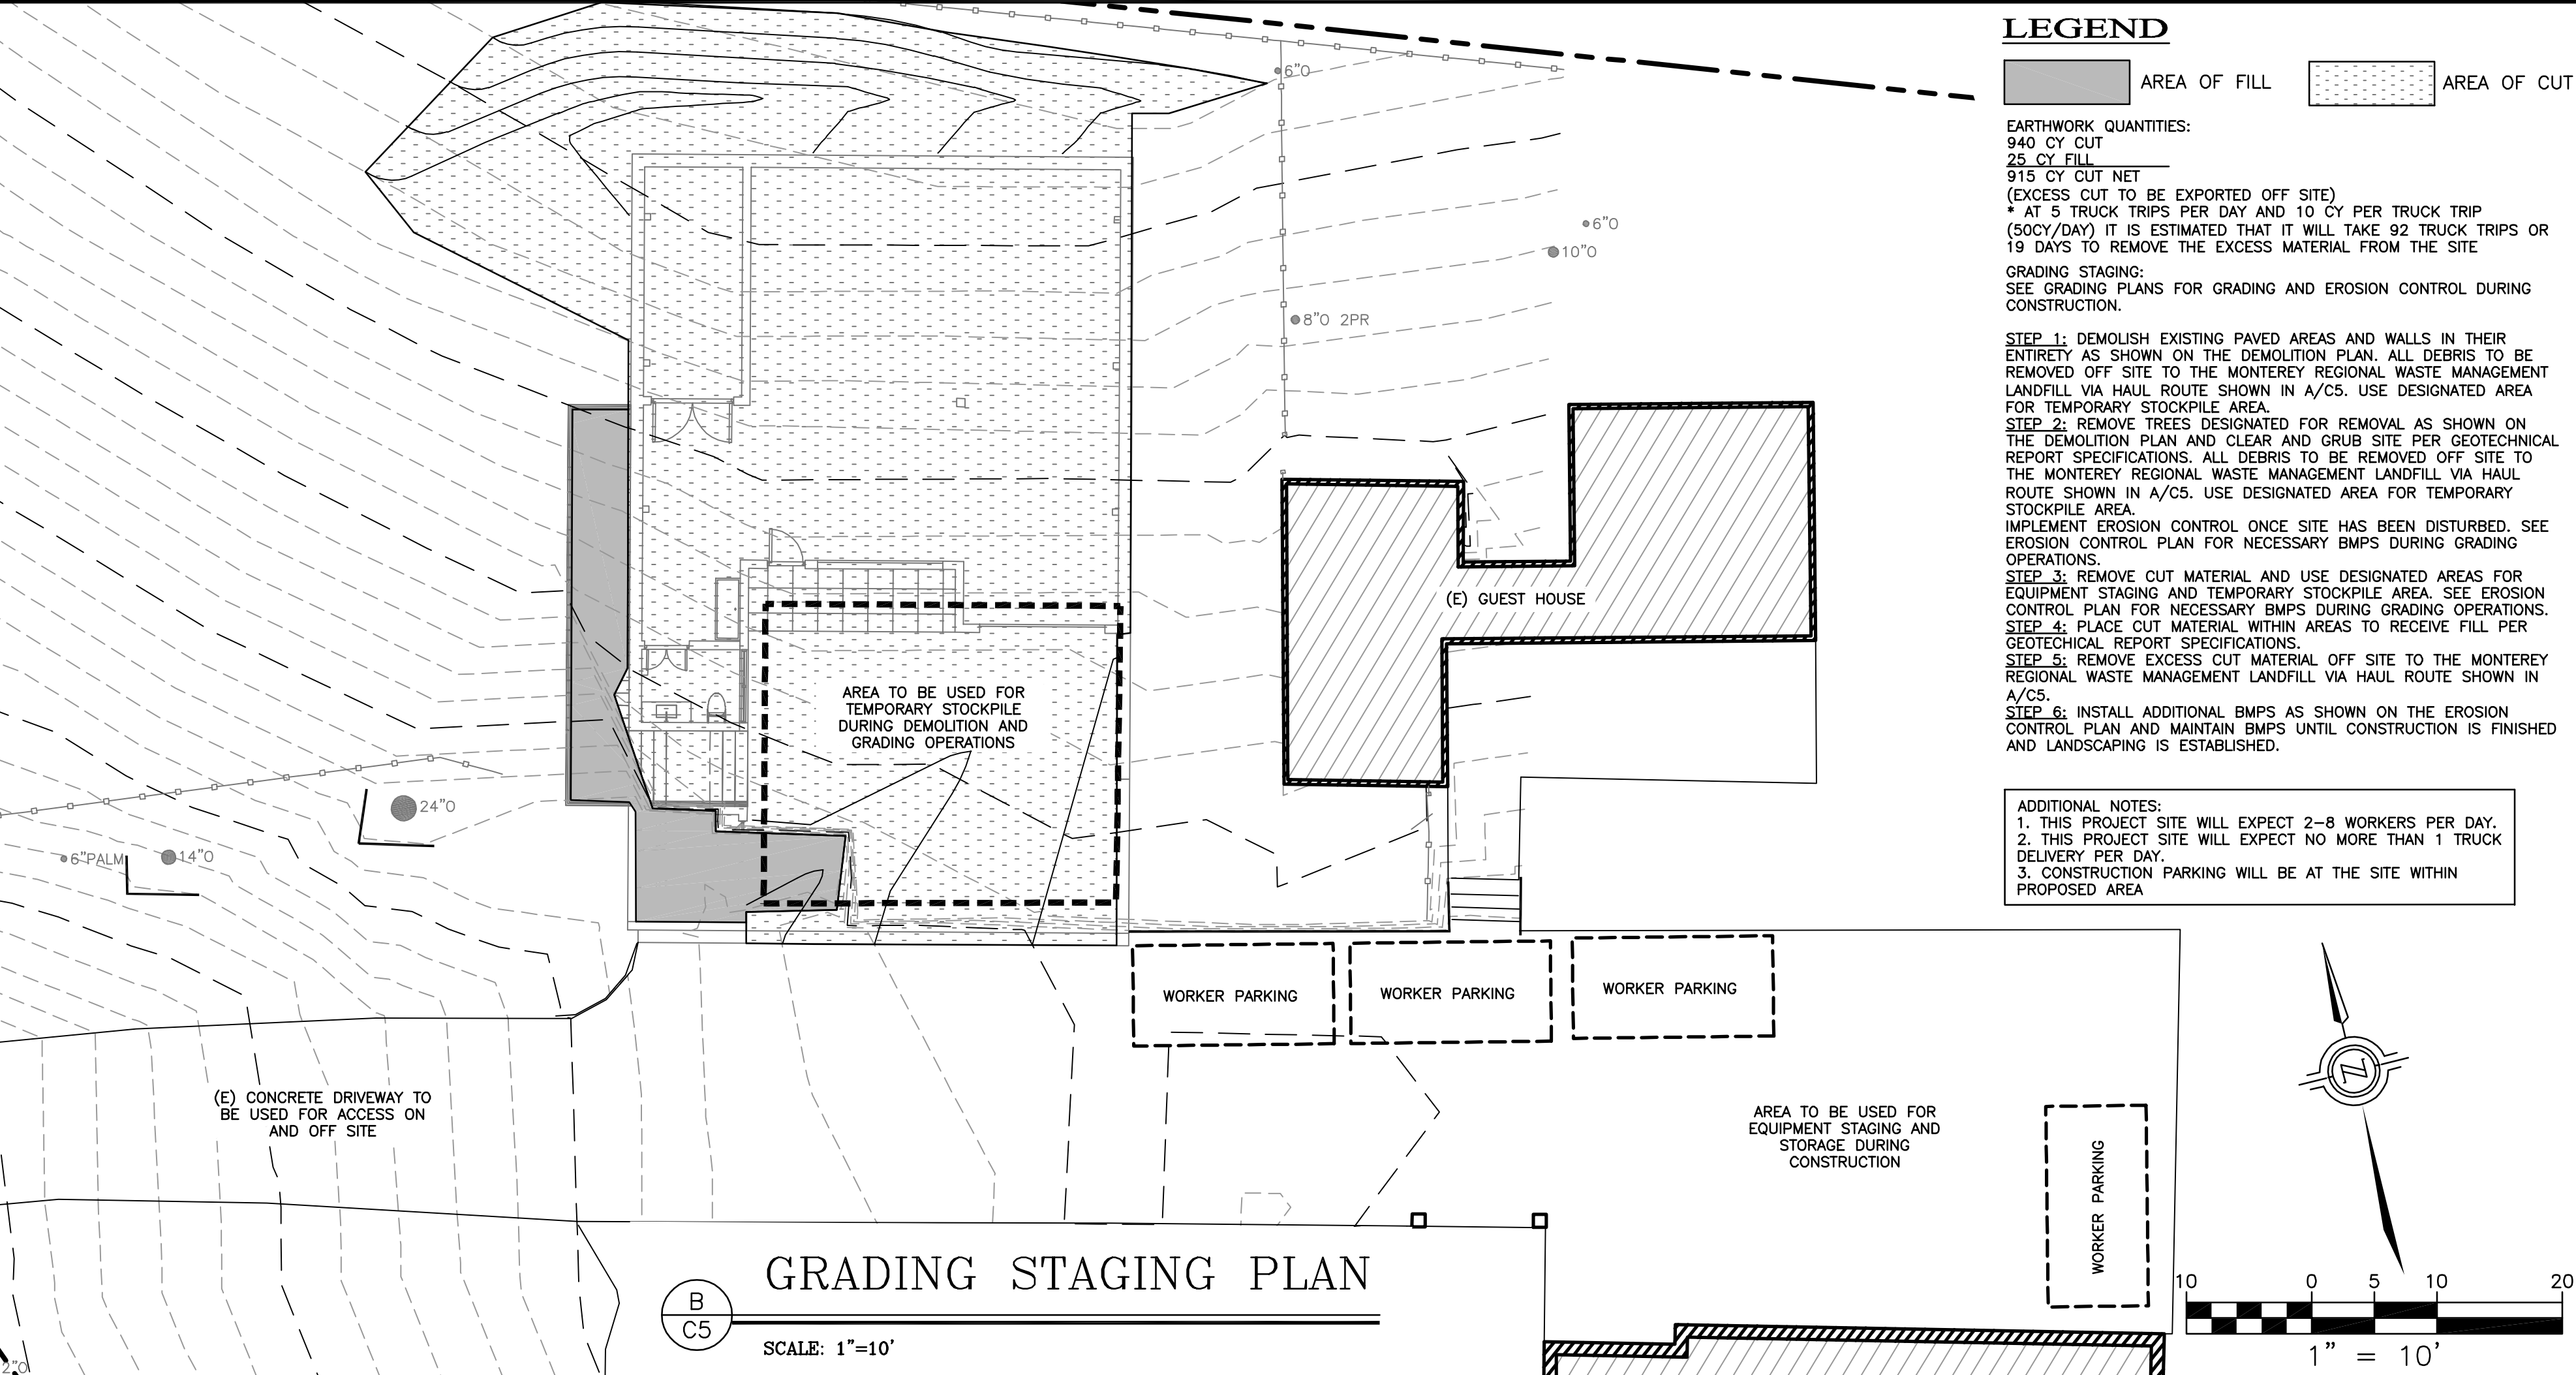 LEGEND
AREA OF FILL
AREA OF CUT
EARTHWORK QUANTITIES:
940 CY CUT
25 CY FILL
915 CY CUT NET
(EXCESS CUT TO BE EXPORTED OFF SITE)
* AT 5 TRUCK TRIPS PER DAY AND 10 CY PER TRUCK TRIP
(50CY/DAY) IT IS ESTIMATED THAT IT WILL TAKE 92 TRUCK TRIPS OR
19 DAYS TO REMOVE THE EXCESS MATERIAL FROM THE SITE
GRADING STAGING:
SEE GRADING PLANS FOR GRADING AND EROSION CONTROL DURING
CONSTRUCTION.
STEP 1: DEMOLISH EXISTING PAVED AREAS AND WALLS IN THEIR
ENTIRETY AS SHOWN ON THE DEMOLITION PLAN. ALL DEBRIS TO BE
REMOVED OFF SITE TO THE MONTEREY REGIONAL WASTE MANAGEMENT
LANDFILL VIA HAUL ROUTE SHOWN IN A/C5. USE DESIGNATED AREA
FOR TEMPORARY STOCKPILE AREA.
STEP 2: REMOVE TREES DESIGNATED FOR REMOVAL AS SHOWN ON
THE DEMOLITION PLAN AND CLEAR AND GRUB SITE PER GEOTECHNICAL
REPORT SPECIFICATIONS. ALL DEBRIS TO BE REMOVED OFF SITE TO
THE MONTEREY REGIONAL WASTE MANAGEMENT LANDFILL VIA HAUL
ROUTE SHOWN IN A/C5. USE DESIGNATED AREA FOR TEMPORARY
STOCKPILE AREA.
IMPLEMENT EROSION CONTROL ONCE SITE HAS BEEN DISTURBED. SEE
EROSION CONTROL PLAN FOR NECESSARY BMPS DURING GRADING
OPERATIONS.
STEP 3: REMOVE CUT MATERIAL AND USE DESIGNATED AREAS FOR
EQUIPMENT STAGING AND TEMPORARY STOCKPILE AREA. SEE EROSION
CONTROL PLAN FOR NECESSARY BMPS DURING GRADING OPERATIONS.
STEP 4: PLACE CUT MATERIAL WITHIN AREAS TO RECEIVE FILL PER
GEOTECHICAL REPORT SPECIFICATIONS.
STEP 5: REMOVE EXCESS CUT MATERIAL OFF SITE TO THE MONTEREY
REGIONAL WASTE MANAGEMENT LANDFILL VIA HAUL ROUTE SHOWN IN
A/C5.
STEP 6: INSTALL ADDITIONAL BMPS AS SHOWN ON THE EROSION
CONTROL PLAN AND MAINTAIN BMPS UNTIL CONSTRUCTION IS FINISHED
AND LANDSCAPING IS ESTABLISHED.
ADDITIONAL NOTES:
1. THIS PROJECT SITE WILL EXPECT 2-8 WORKERS PER DAY.
2. THIS PROJECT SITE WILL EXPECT NO MORE THAN 1 TRUCK
DELIVERY PER DAY.
3. CONSTRUCTION PARKING WILL BE AT THE SITE WITHIN
PROPOSED AREA
6"O
6"O
10"O
8"O 2PR
(E) GUEST HOUSE
AREA TO BE USED FOR
TEMPORARY STOCKPILE
DURING DEMOLITION AND
GRADING OPERATIONS
24"O
6"PALM
14"O
WORKER PARKING
WORKER PARKING
WORKER PARKING
(E) CONCRETE DRIVEWAY TO
BE USED FOR ACCESS ON
AND OFF SITE
AREA TO BE USED FOR
EQUIPMENT STAGING AND
STORAGE DURING
CONSTRUCTION
WORKER PARKING
N
10 0 5 10 20
1" = 10'
B
C5
GRADING STAGING PLAN
SCALE: 1"=10'
2"O